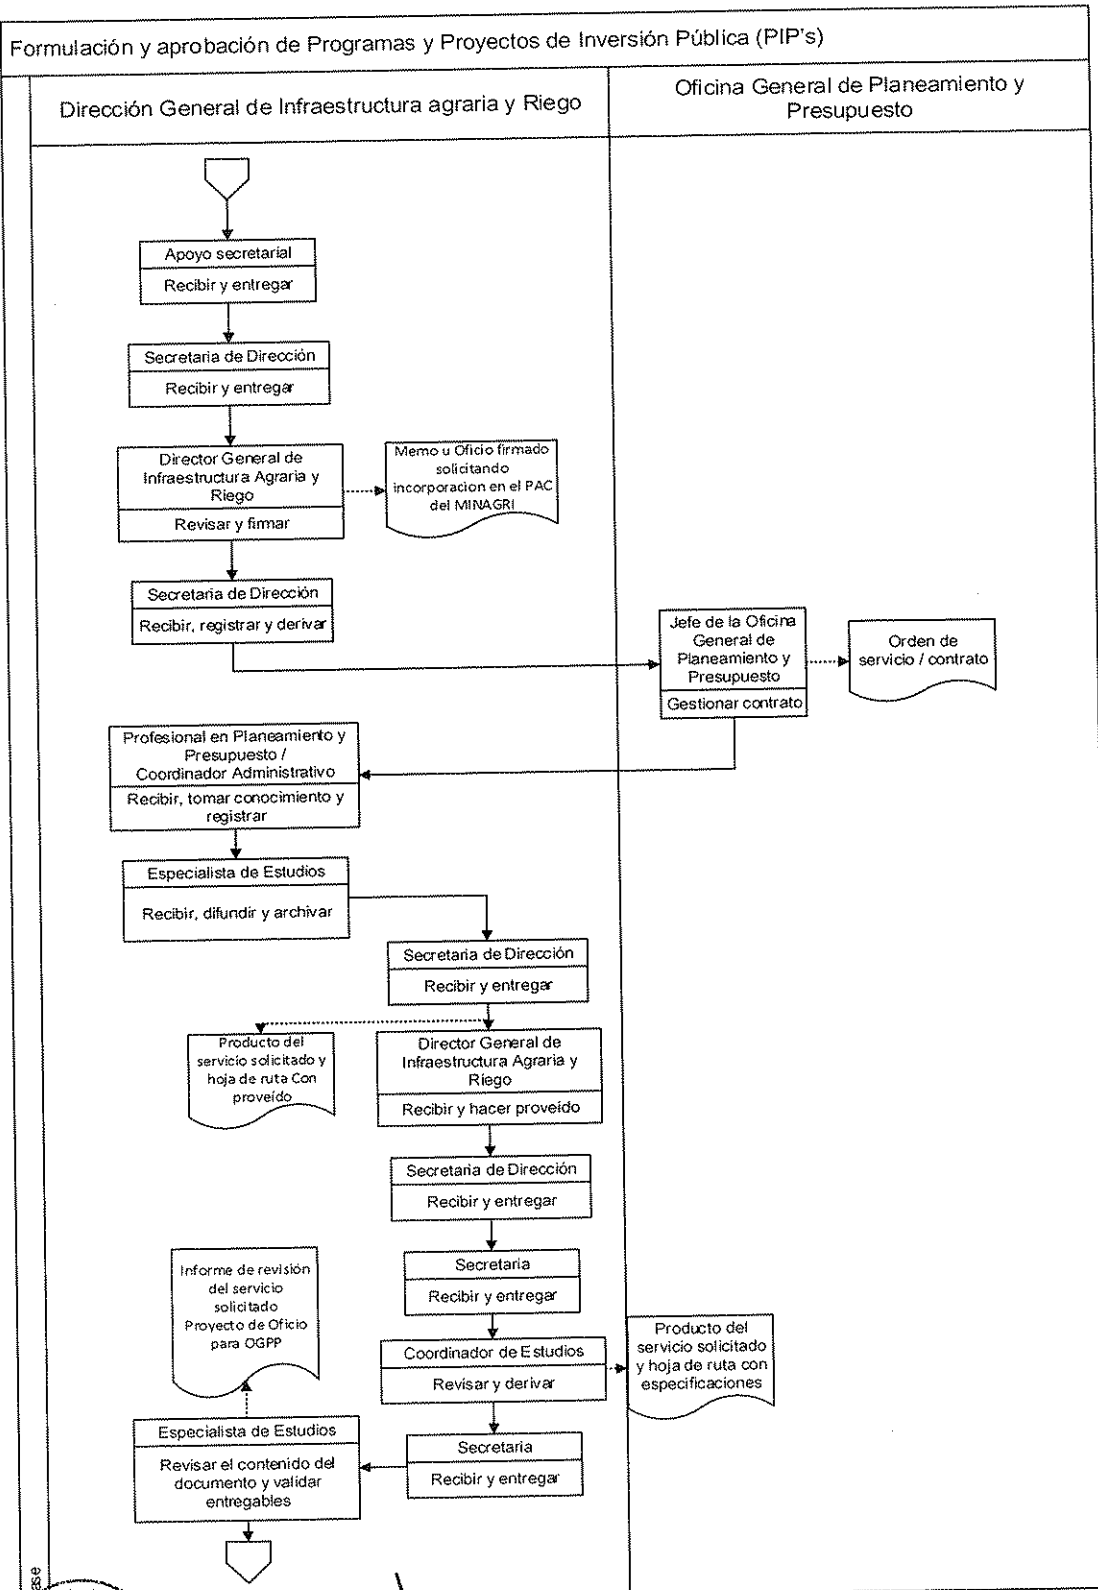 Formulación y aprobación de Programas y Proyectos de Inversión Pública (PIP's)
Dirección General de Infraestructura agraria y Riego
Oficina General de Planeamiento y
Presupuesto
Apoyo secretarial
Recibir y entregar
Secretaria de Dirección
Recibir y entregar
Director General de
Infraestructura Agraria y
Riego
Revisar y firmar
Memo u Oficio firmado
solicitando
incorporacion en el PAC
del MINAGRI
Secretaria de Dirección
Recibir, registrar y derivar
Jefe de la Oficina
General de
Planeamiento y
Presupuesto
Gestionar contrato
Orden de
servicio / contrato
Profesional en Planeamiento y
Presupuesto /
Coordinador Administrativo
Recibir, tomar conocimiento y
registrar
Especialista de Estudios
Recibir, difundir y archivar
Secretaria de Dirección
Recibir y entregar
Producto del
servicio solicitado y
hoja de ruta Con
proveído
Director General de
Infraestructura Agraria y
Riego
Recibir y hacer proveído
Secretaria de Dirección
Recibir y entregar
Secretaria
Recibir y entregar
Informe de revisión
del servicio
solicitado
Proyecto de Oficio
para OGPP
Coordinador de Estudios
Revisar y derivar
Producto del
servicio solicitado
y hoja de ruta con
especificaciones
Secretaria
Recibir y entregar
Especialista de Estudios
Revisar el contenido del
documento y validar
entregables